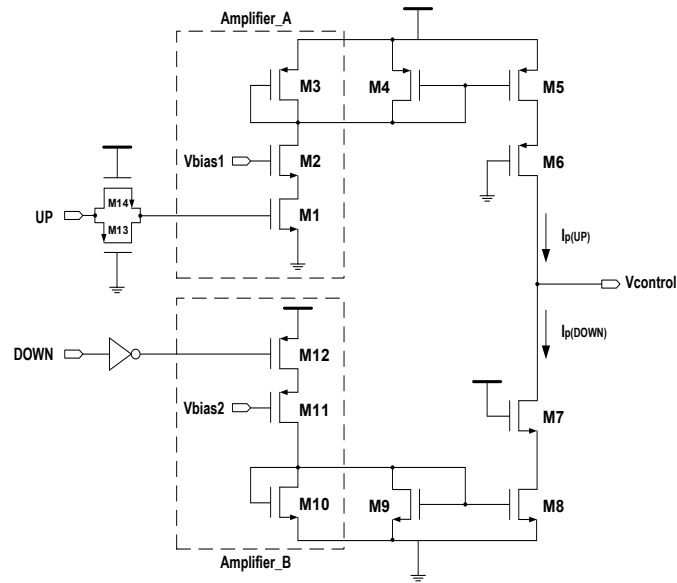 Amplifier_A
M3
M4
M5
Vbias1
M2
M6
M14
UP
M13
M1
Ip(UP)
Vcontrol
Ip(DOWN)
DOWN
M12
Vbias2
M11
M7
M10
M9
M8
Amplifier_B